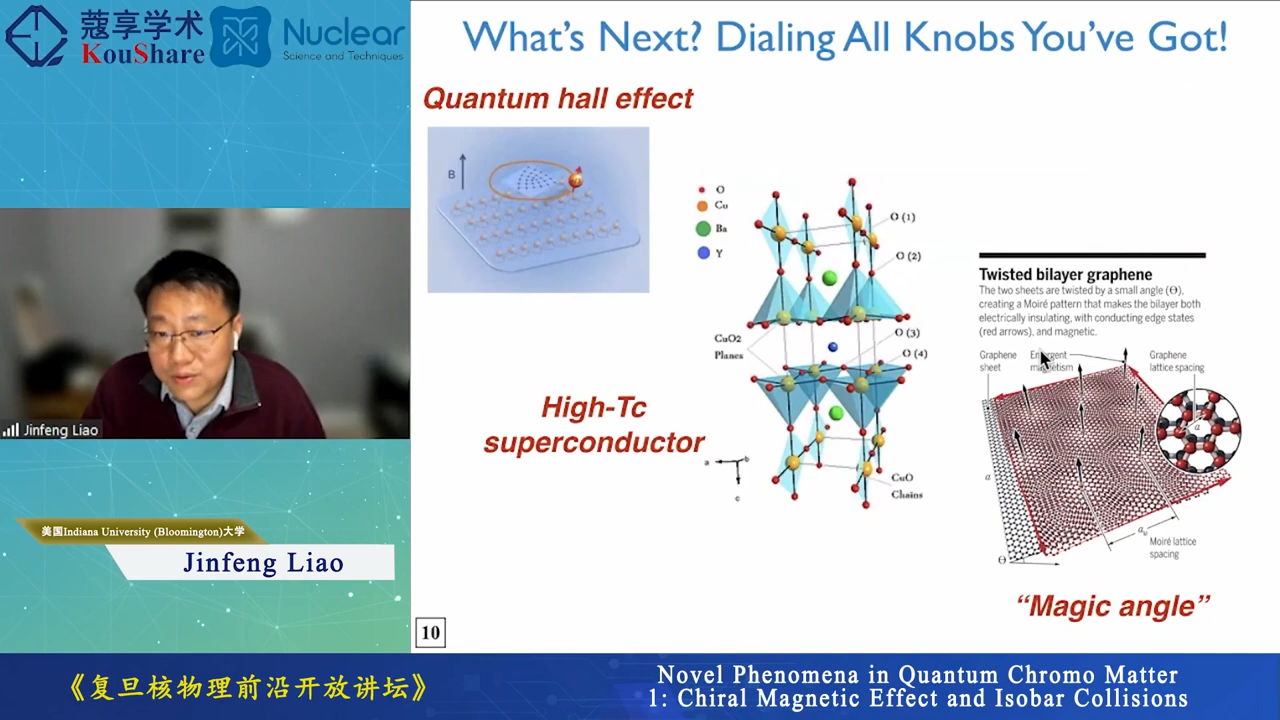 蔻享学术
KouShare
Nuclear
Science and Techniques
What's Next? Dialing All Knobs You've Got!
Quantum hall effect
B
O
Cu
Ba
Y
O (1)
O (2)
CuO2
Planes
O (3)
O (4)
High-Tc
superconductor
a
b
c
CuO
Chains
Twisted bilayer graphene
The two sheets are twisted by a small angle (Θ),
creating a Moiré pattern that makes the bilayer both
electrically insulating, with conducting edge states
(red arrows), and magnetic.
Graphene
sheet
Graphene
lattice spacing
α
α
Moiré lattice
spacing
Θ
"Magic angle"
Jinfeng Liao
美国Indiana University (Bloomington)大学
Jinfeng Liao
10
《复旦核物理前沿开放讲坛》
Novel Phenomena in Quantum Chromo Matter
1: Chiral Magnetic Effect and Isobar Collisions